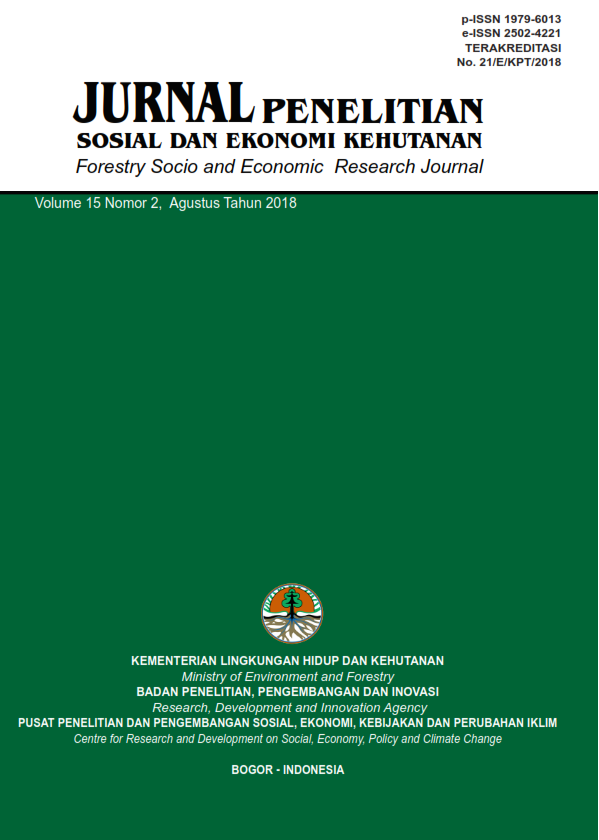 p-ISSN 1979-6013
e-ISSN 2502-4221
TERAKREDITASI
No. 21/E/KPT/2018
JURNAL PENELITIAN
SOSIAL DAN EKONOMI KEHUTANAN
Forestry Socio and Economic Research Journal
Volume 15 Nomor 2, Agustus Tahun 2018
KEMENTERIAN LINGKUNGAN HIDUP DAN KEHUTANAN
Ministry of Environment and Forestry
BADAN PENELITIAN, PENGEMBANGAN DAN INOVASI
Research, Development and Innovation Agency
PUSAT PENELITIAN DAN PENGEMBANGAN SOSIAL, EKONOMI, KEBIJAKAN DAN PERUBAHAN IKLIM
Centre for Research and Development on Social, Economy, Policy and Climate Change
BOGOR - INDONESIA